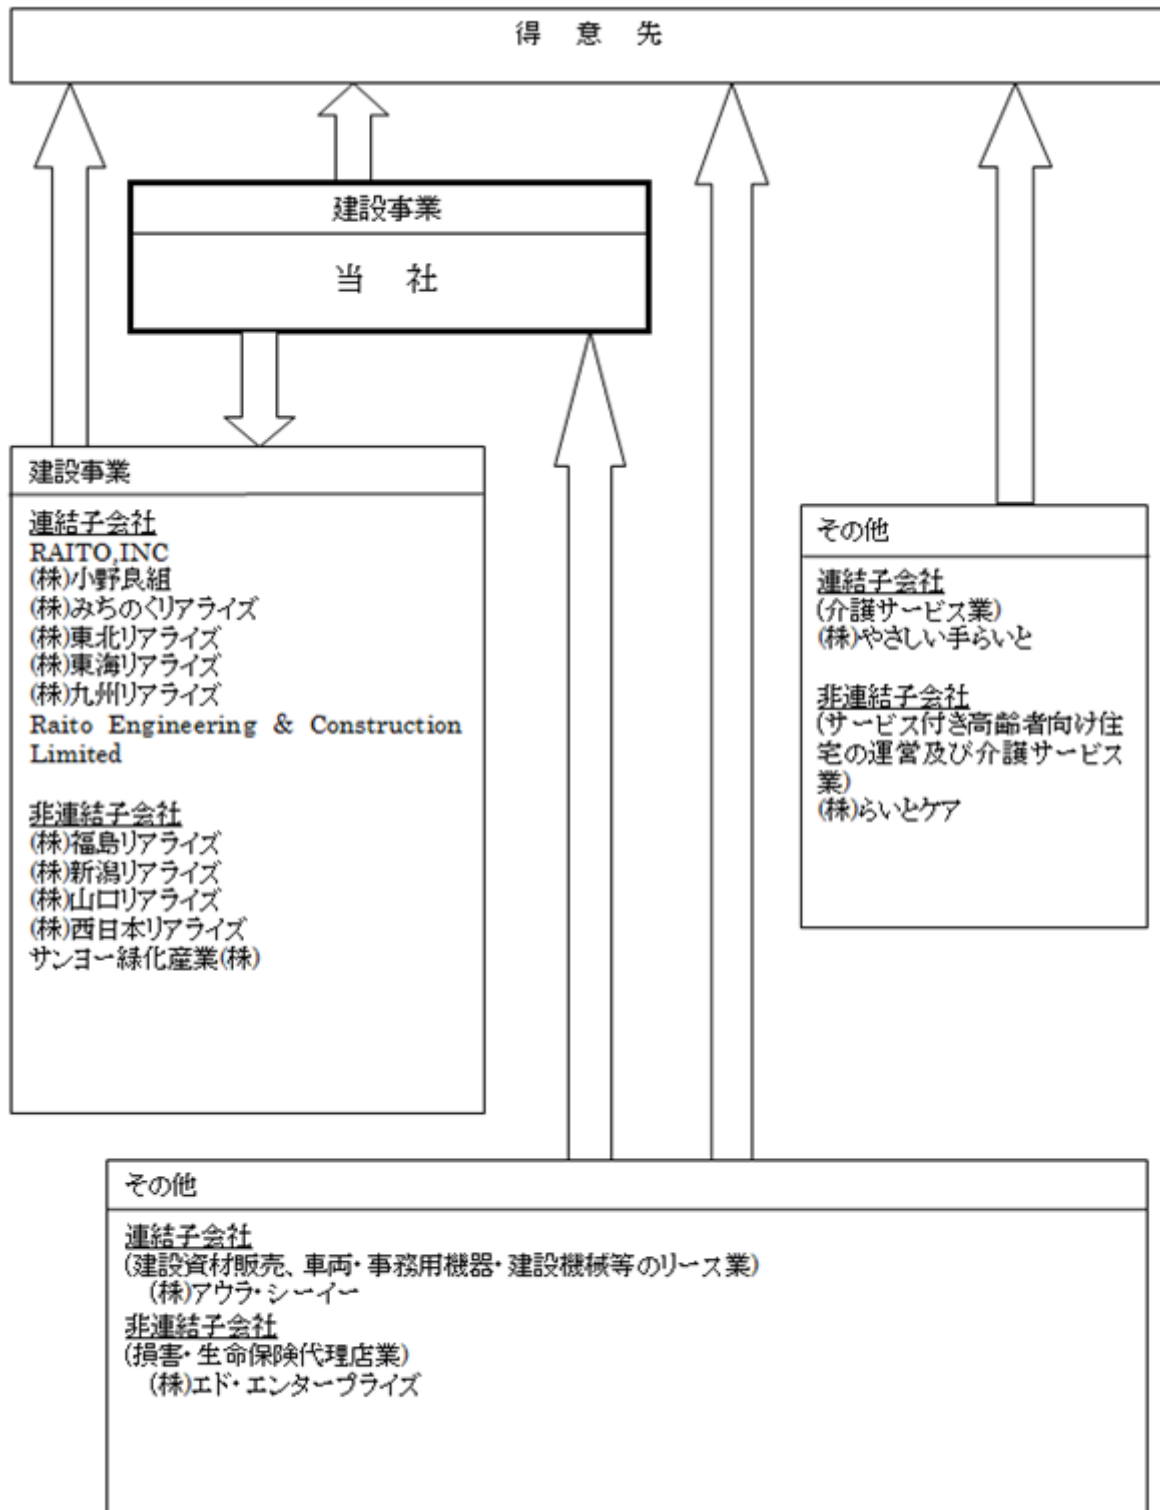 得 意 先
建設事業
当 社
建設事業
連結子会社
RAITO,INC
(株)小野良組
(株)みちのくリアライズ
(株)東北リアライズ
(株)東海リアライズ
(株)九州リアライズ
Raito Engineering & Construction
Limited
非連結子会社
(株)福島リアライズ
(株)新潟リアライズ
(株)山口リアライズ
(株)西日本リアライズ
サンヨー緑化産業(株)
その他
連結子会社
(介護サービス業)
(株)やさしい手らいと
非連結子会社
(サービス付き高齢者向け住
宅の運営及び介護サービス
業)
(株)らいとケア
その他
連結子会社
(建設資材販売、車両・事務用機器・建設機械等のリース業)
(株)アウラ・シーイー
非連結子会社
(損害・生命保険代理店業)
(株)エド・エンタープライズ